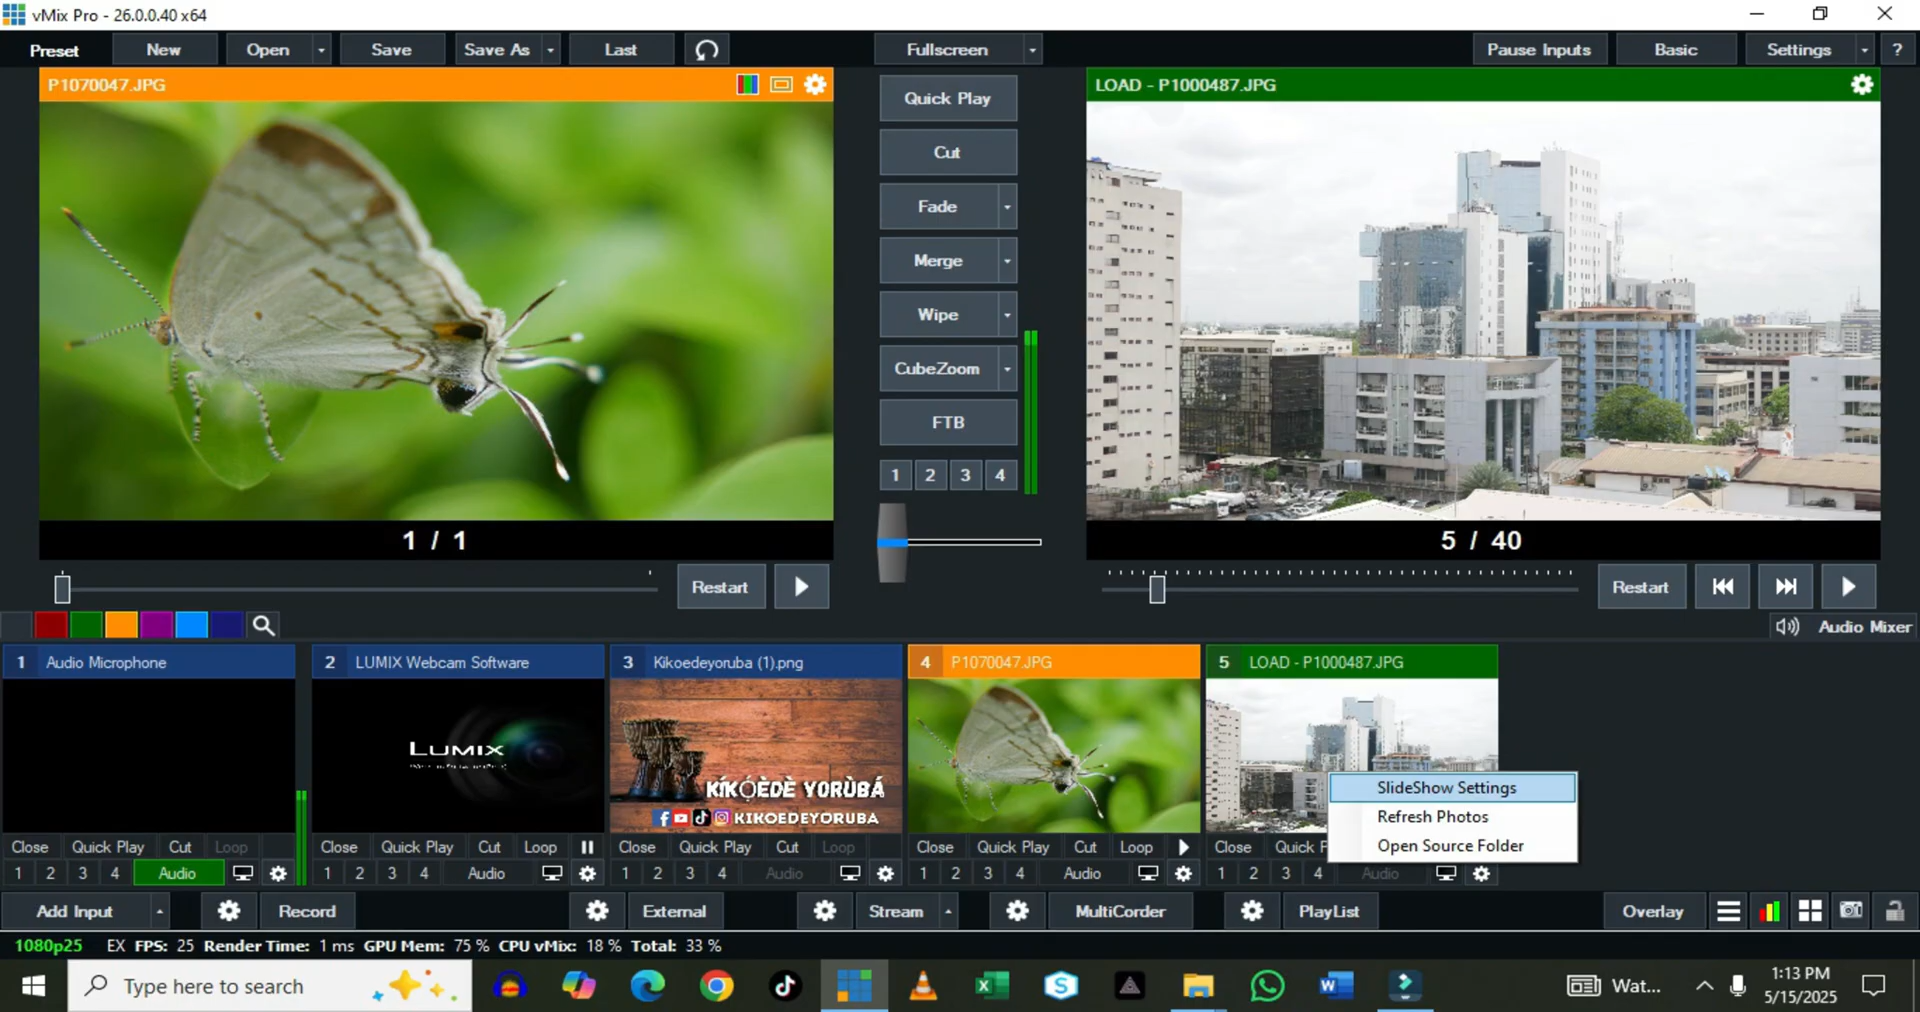 vMix Pro - 26.0.0.40 x64
Preset New Open Save Save As Last Fullscreen Pause Inputs Basic Settings ?
P1070047.JPG
LOAD - P1000487.JPG
Quick Play
Cut
Fade
Merge
Wipe
CubeZoom
FTB
1 2 3 4
1 / 1
5 / 40
Restart
Restart
Audio Mixer
1 Audio Microphone
2 LUMIX Webcam Software
3 Kikoedeyoruba (1).png
4 P1070047.JPG
5 LOAD - P1000487.JPG
LUMIX
KÍKỌ́ÈDÈ YORÙBÁ
KIKOEDEYORUBA
SlideShow Settings
Refresh Photos
Open Source Folder
Close Quick Play Cut Loop
Close Quick Play Cut Loop
Close Quick Play Cut Loop
Close Quick Play Cut Loop
Close Quick P
1 2 3 4 Audio
1 2 3 4 Audio
1 2 3 4 Audio
1 2 3 4 Audio
1 2 3 4 Audio
Add Input Record External Stream MultiCorder PlayList Overlay
1080p25 EX FPS: 25 Render Time: 1 ms GPU Mem: 75 % CPU vMix: 18 % Total: 33 %
Type here to search
Wat...
1:13 PM
5/15/2025